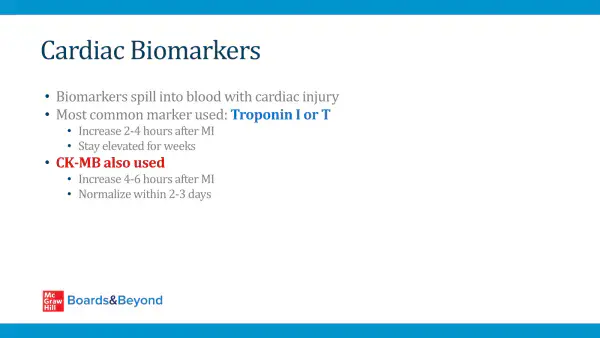 Cardiac Biomarkers
• Biomarkers spill into blood with cardiac injury
• Most common marker used: Troponin I or T
• Increase 2-4 hours after MI
• Stay elevated for weeks
• CK-MB also used
• Increase 4-6 hours after MI
• Normalize within 2-3 days
Mc
Graw
Hill
Boards&Beyond